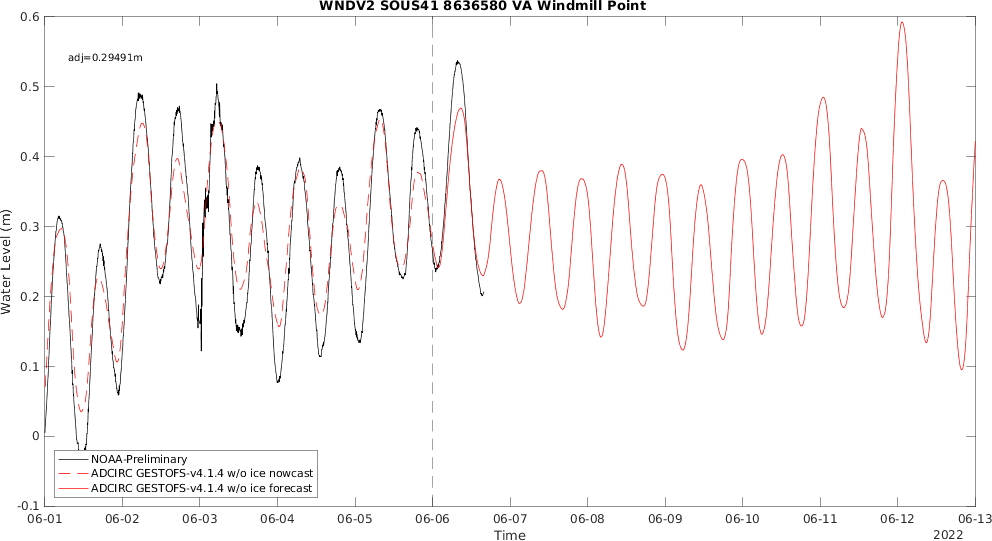 WNDV2 SOUS41 8636580 VA Windmill Point
adj=0.29491m
Water Level (m)
0.6
0.5
0.4
0.3
0.2
0.1
0
-0.1
NOAA-Preliminary
ADCIRC GESTOFS-v4.1.4 w/o ice nowcast
ADCIRC GESTOFS-v4.1.4 w/o ice forecast
06-01 06-02 06-03 06-04 06-05 06-06 06-07 06-08 06-09 06-10 06-11 06-12 06-13
Time
2022